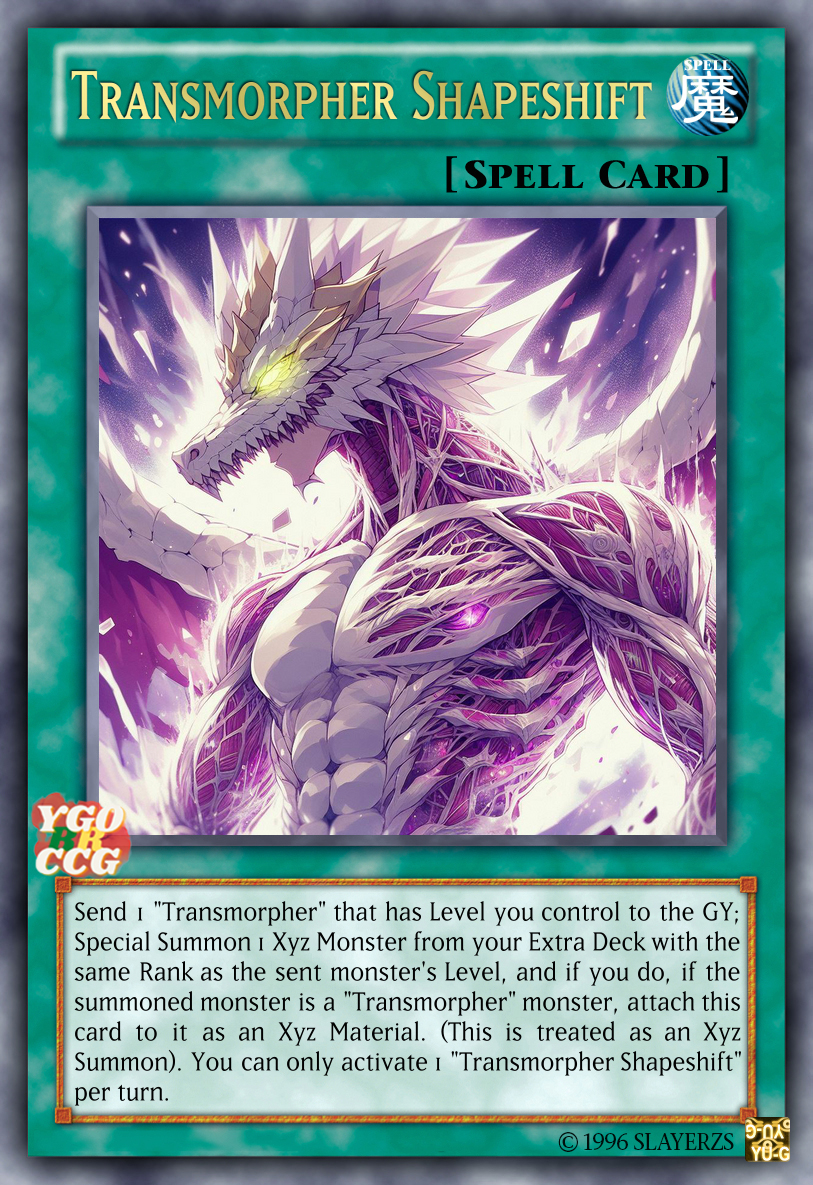 TRANSMORPHER SHAPESHIFT
SPELL
魔
[SPELL CARD]
YGO
BR
CCG
Send 1 "Transmorpher" that has Level you control to the GY;
Special Summon 1 Xyz Monster from your Extra Deck with the
same Rank as the sent monster's Level, and if you do, if the
summoned monster is a "Transmorpher" monster, attach this
card to it as an Xyz Material. (This is treated as an Xyz
Summon). You can only activate 1 "Transmorpher Shapeshift"
per turn.
© 1996 SLAYERZS